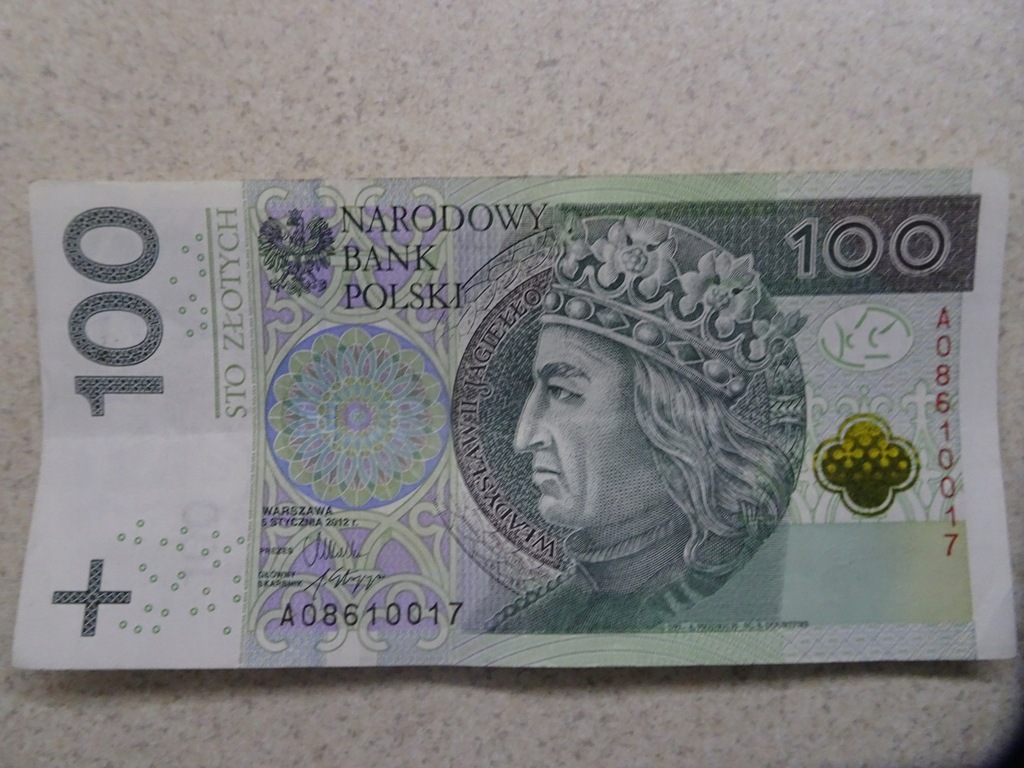 100
STO ZŁOTYCH
NARODOWY
BANK
POLSKI
100
WŁADYSŁAW II JAGIEŁŁO
A08610017
WARSZAWA
5 STYCZNIA 2012 r.
PREZES
GŁÓWNY
SKARBNIK
A08610017